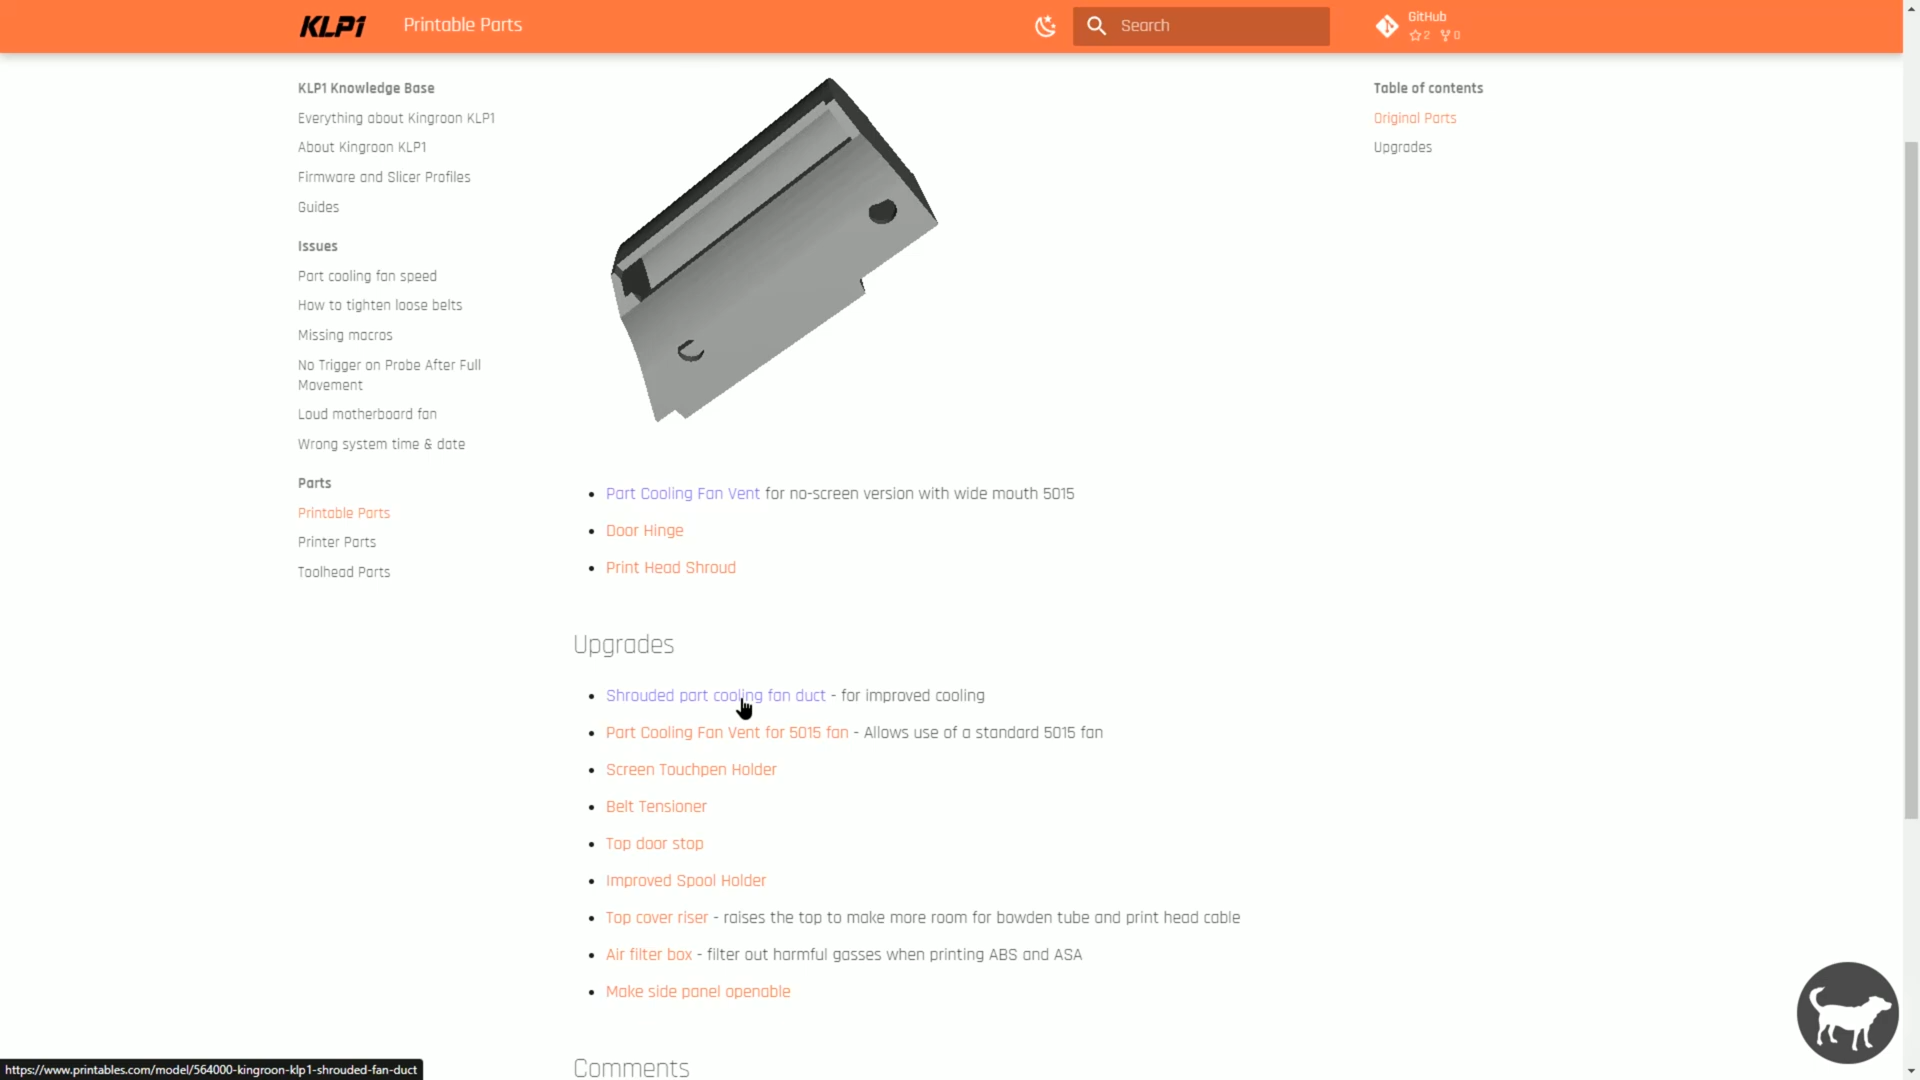 KLP1
Printable Parts
Search
GitHub
2 0
KLP1 Knowledge Base
Everything about Kingroon KLP1
About Kingroon KLP1
Firmware and Slicer Profiles
Guides
Issues
Part cooling fan speed
How to tighten loose belts
Missing macros
No Trigger on Probe After Full
Movement
Loud motherboard fan
Wrong system time & date
Parts
Printable Parts
Printer Parts
Toolhead Parts
Table of contents
Original Parts
Upgrades
Part Cooling Fan Vent for no-screen version with wide mouth 5015
Door Hinge
Print Head Shroud
Upgrades
Shrouded part cooling fan duct - for improved cooling
Part Cooling Fan Vent for 5015 fan - Allows use of a standard 5015 fan
Screen Touchpen Holder
Belt Tensioner
Top door stop
Improved Spool Holder
Top cover riser - raises the top to make more room for bowden tube and print head cable
Air filter box - filter out harmful gasses when printing ABS and ASA
Make side panel openable
Comments
https://www.printables.com/model/564000-kingroon-klp1-shrouded-fan-duct